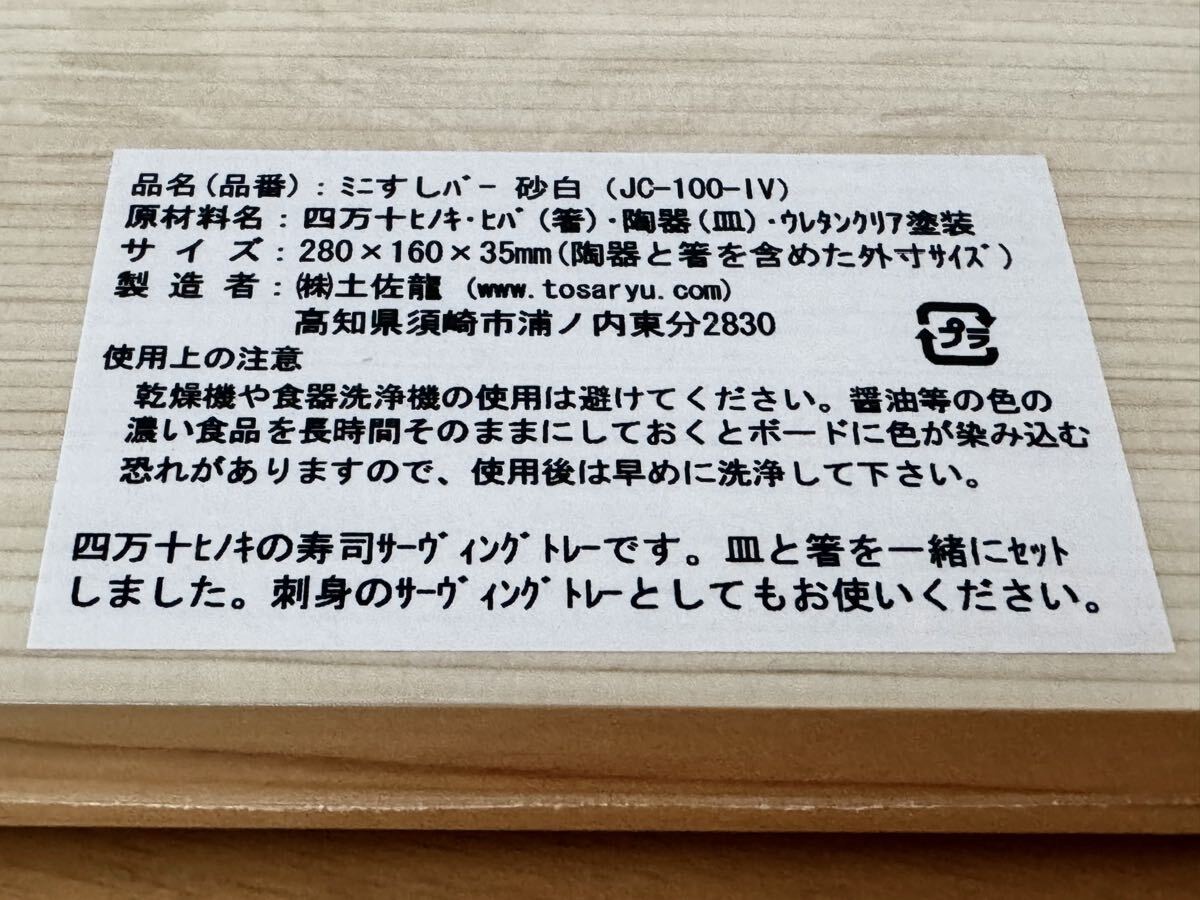 品名(品番):ﾐﾆすしﾊﾞｰ 砂白 (JC-100-IV)
原材料名:四万十ﾋﾉｷ・ﾋﾊﾞ(箸)・陶器(皿)・ｳﾚﾀﾝｸﾘｱ塗装
サイズ:280×160×35mm(陶器と箸を含めた外寸ｻｲｽﾞ)
製造者:㈱土佐龍 (www.tosaryu.com)
高知県須崎市浦ノ内東分2830
プラ
使用上の注意
乾燥機や食器洗浄機の使用は避けてください。醤油等の色の
濃い食品を長時間そのままにしておくとボードに色が染み込む
恐れがありますので、使用後は早めに洗浄して下さい。
四万十ﾋﾉｷの寿司ｻｰｳﾞｨﾝｸﾞﾄﾚｰです。皿と箸を一緒にｾｯﾄ
しました。刺身のｻｰｳﾞｨﾝｸﾞﾄﾚｰとしてもお使いください。